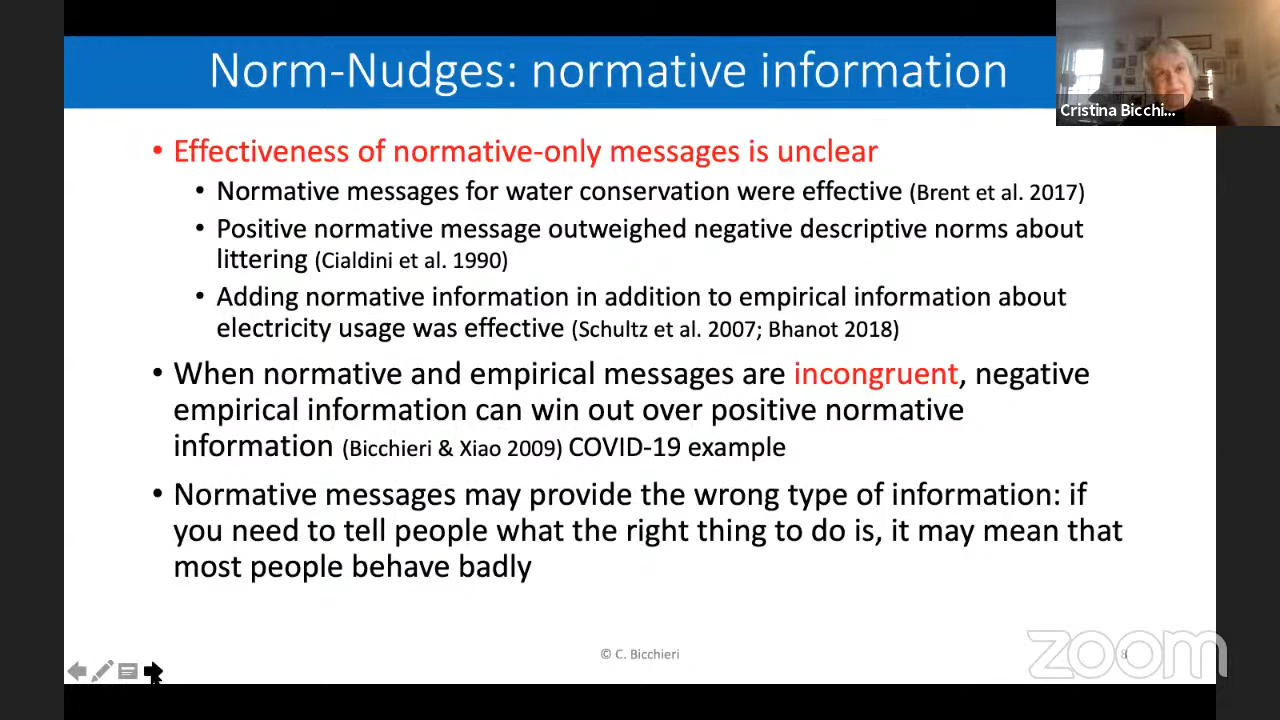 Norm-Nudges: normative information
Cristina Bicchi...
• Effectiveness of normative-only messages is unclear
• Normative messages for water conservation were effective (Brent et al. 2017)
• Positive normative message outweighed negative descriptive norms about
littering (Cialdini et al. 1990)
• Adding normative information in addition to empirical information about
electricity usage was effective (Schultz et al. 2007; Bhanot 2018)
• When normative and empirical messages are incongruent, negative
empirical information can win out over positive normative
information (Bicchieri & Xiao 2009) COVID-19 example
• Normative messages may provide the wrong type of information: if
you need to tell people what the right thing to do is, it may mean that
most people behave badly
© C. Bicchieri
8
zoom